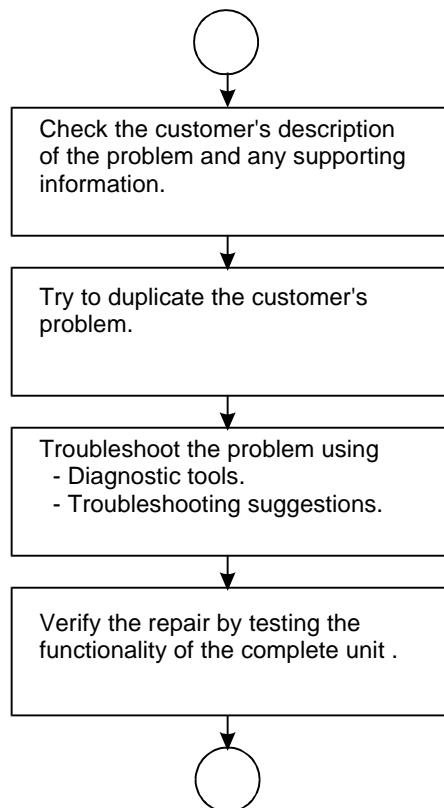 Check the customer's description
of the problem and any supporting
information.
Try to duplicate the customer's
problem.
Troubleshoot the problem using
- Diagnostic tools.
- Troubleshooting suggestions.
Verify the repair by testing the
functionality of the complete unit .